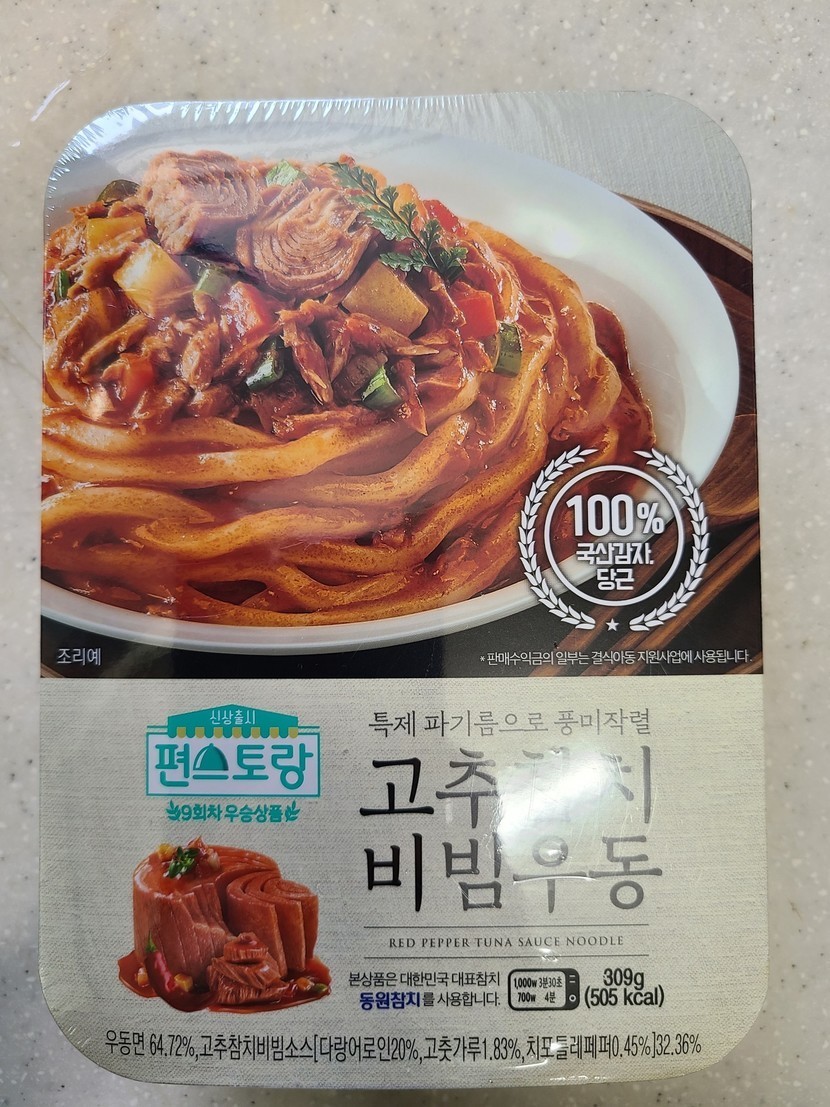 100%
국산감자,
당근
조리예
* 판매수익금의 일부는 결식아동 지원사업에 사용됩니다.
신상출시
편스토랑
9회차 우승상품
특제 파기름으로 풍미작렬
고추참치
비빔우동
RED PEPPER TUNA SAUCE NOODLE
본상품은 대한민국 대표참치
동원참치를 사용합니다.
1,000w 3분30초
700w 4분
309g
(505 kcal)
우동면 64.72%,고추참치비빔소스[다랑어로인20%,고춧가루1.83%,치포틀레페퍼0.45%]32.36%